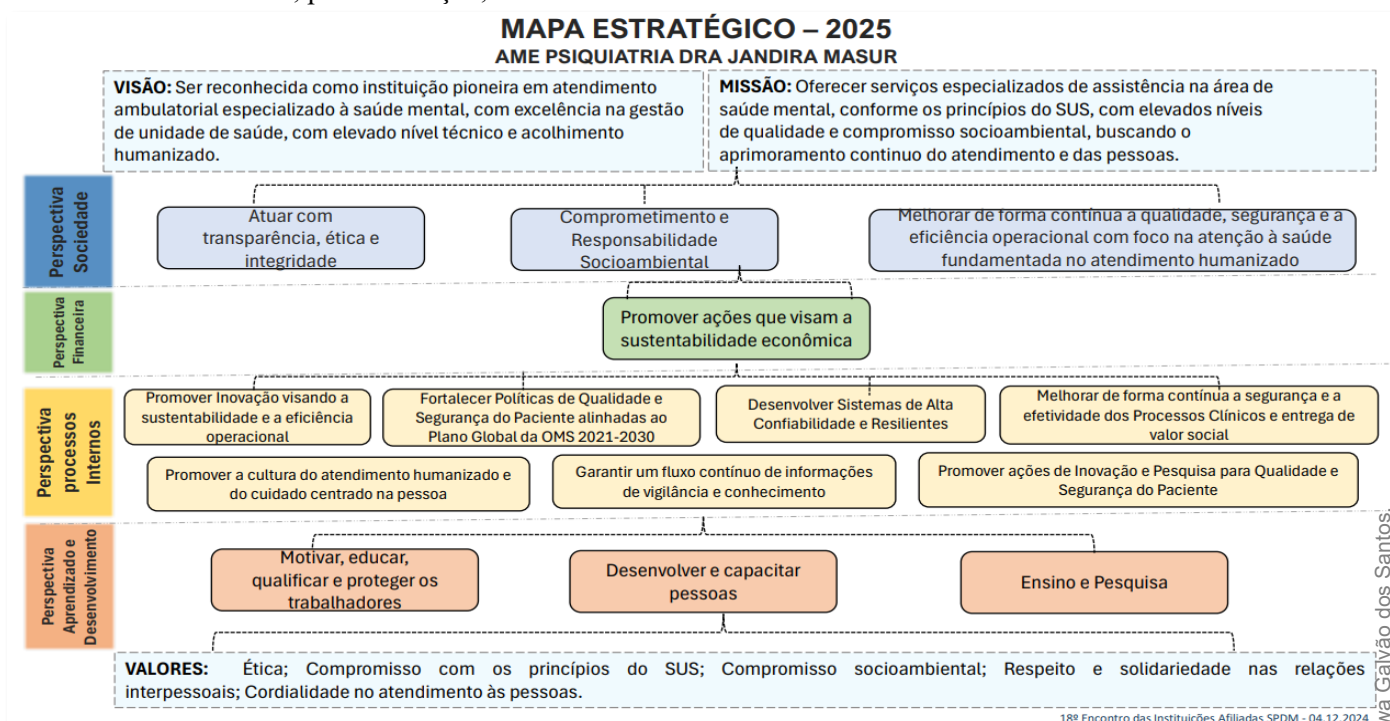 MAPA ESTRATÉGICO – 2025
AME PSIQUIATRIA DRA JANDIRA MASUR
VISÃO: Ser reconhecida como instituição pioneira em atendimento
ambulatorial especializado à saúde mental, com excelência na gestão
de unidade de saúde, com elevado nível técnico e acolhimento
humanizado.
MISSÃO: Oferecer serviços especializados de assistência na área de
saúde mental, conforme os princípios do SUS, com elevados níveis
de qualidade e compromisso socioambiental, buscando o
aprimoramento continuo do atendimento e das pessoas.
Perspectiva
Sociedade
Atuar com
transparência, ética e
integridade
Comprometimento e
Responsabilidade
Socioambiental
Melhorar de forma contínua a qualidade, segurança e a
eficiência operacional com foco na atenção à saúde
fundamentada no atendimento humanizado
Perspectiva
Financeira
Promover ações que visam a
sustentabilidade econômica
Perspectiva
processos
Internos
Promover Inovação visando a
sustentabilidade e a eficiência
operacional
Fortalecer Políticas de Qualidade e
Segurança do Paciente alinhadas ao
Plano Global da OMS 2021-2030
Desenvolver Sistemas de Alta
Confiabilidade e Resilientes
Melhorar de forma contínua a segurança e a
efetividade dos Processos Clínicos e entrega de
valor social
Promover a cultura do atendimento humanizado e
do cuidado centrado na pessoa
Garantir um fluxo contínuo de informações
de vigilância e conhecimento
Promover ações de Inovação e Pesquisa para Qualidade e
Segurança do Paciente
Perspectiva
Aprendizado e
Desenvolvimento
Motivar, educar,
qualificar e proteger os
trabalhadores
Desenvolver e capacitar
pessoas
Ensino e Pesquisa
VALORES: Ética; Compromisso com os princípios do SUS; Compromisso socioambiental; Respeito e solidariedade nas relações
interpessoais; Cordialidade no atendimento às pessoas.
18º Encontro das Instituições Afiliadas SPDM - 04.12.2024
Galvão dos Santos.